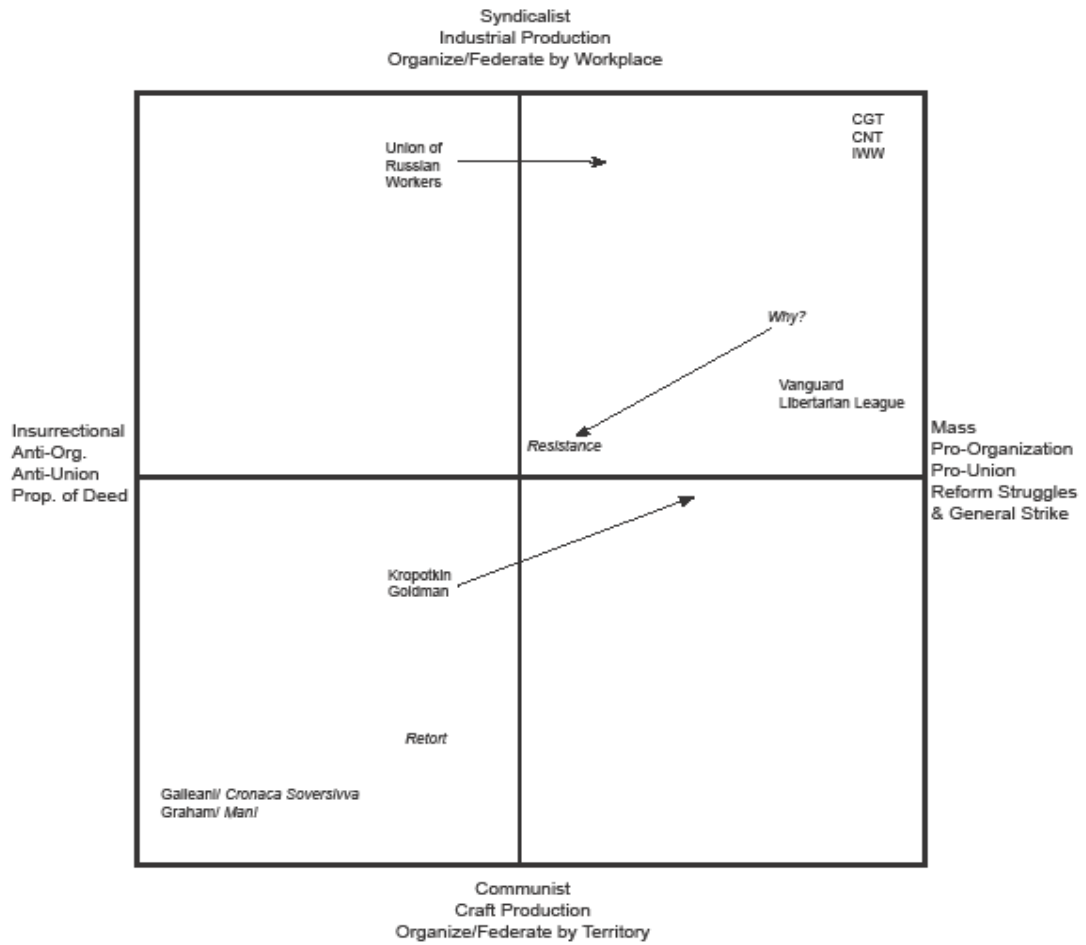 Syndicalist
Industrial Production
Organize/Federate by Workplace
CGT
CNT
IWW
Union of
Russian
Workers
Why?
Vanguard
Libertarian League
Resistance
Insurrectional
Anti-Org.
Anti-Union
Prop. of Deed
Mass
Pro-Organization
Pro-Union
Reform Struggles
& General Strike
Kropotkin
Goldman
Retort
Galleani/ Cronaca Soversivva
Graham/ Man!
Communist
Craft Production
Organize/Federate by Territory